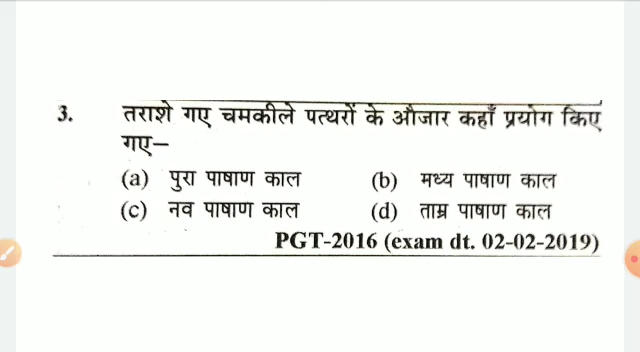 3. तराशे गए चमकीले पत्थरों के औजार कहाँ प्रयोग किए
गए–
(a) पुरा पाषाण काल (b) मध्य पाषाण काल
(c) नव पाषाण काल (d) ताम्र पाषाण काल
PGT-2016 (exam dt. 02-02-2019)